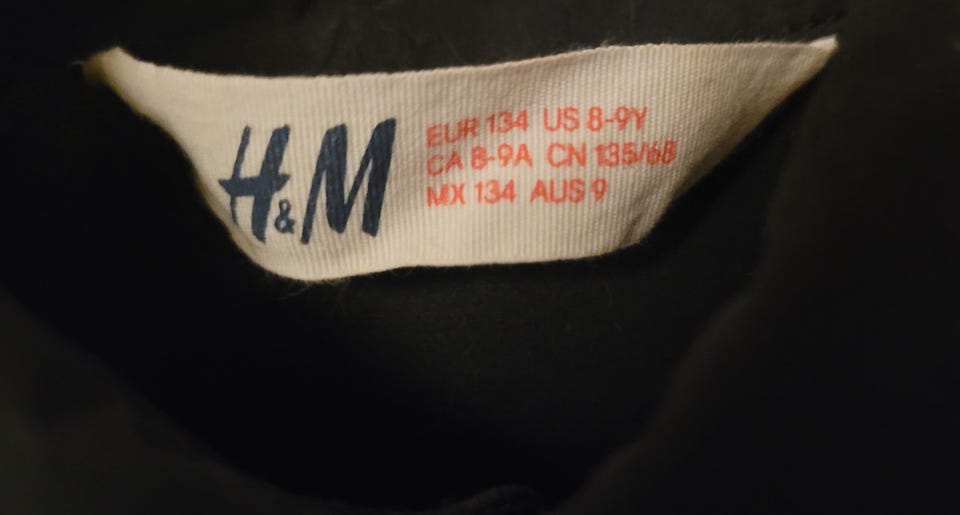 H&M
EUR 134 US 8-9Y
CA 8-9A CN 135/68
MX 134 AUS 9